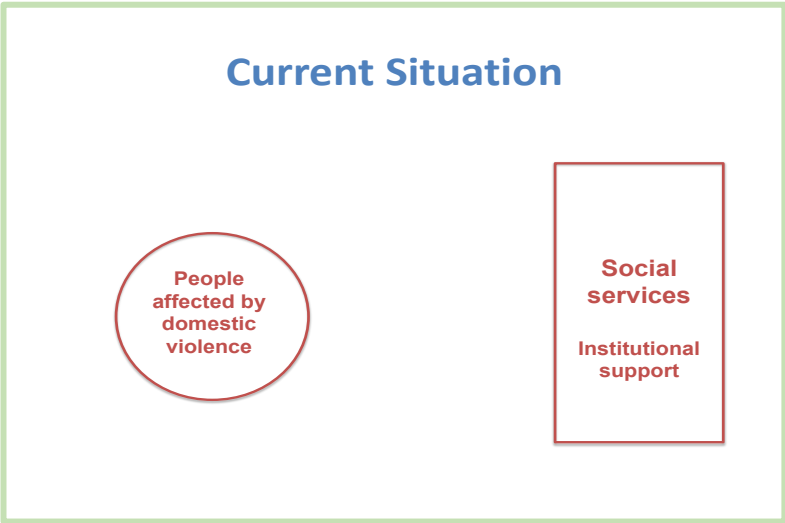 Current Situation
People
affected by
domestic
violence
Social
services
Institutional
support